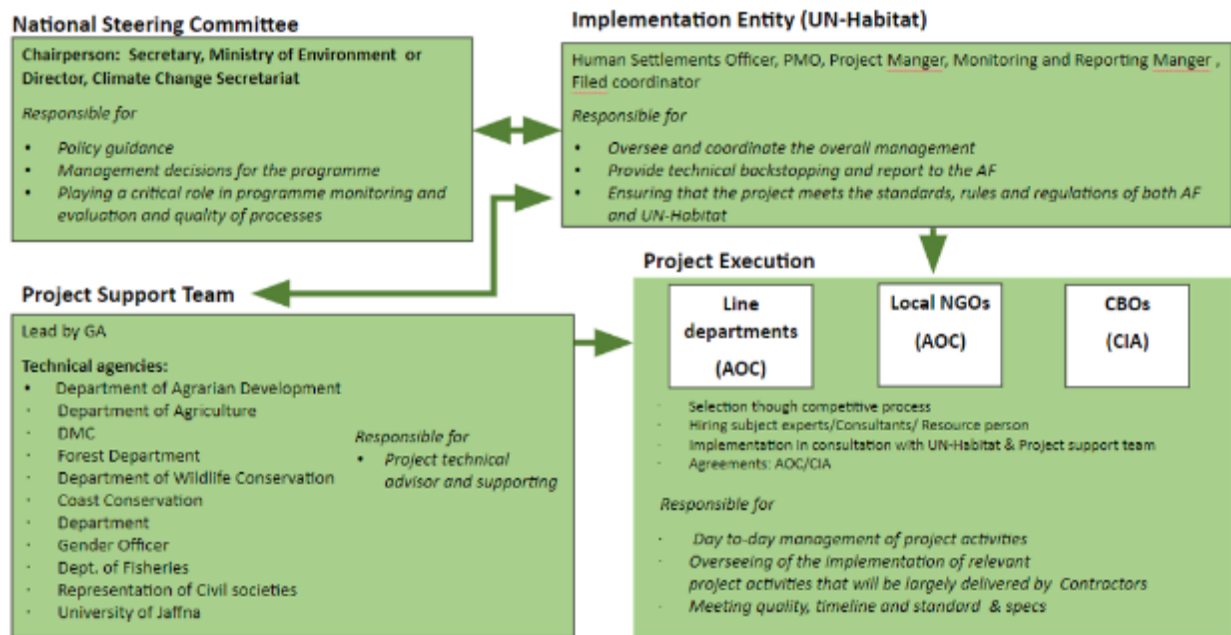 National Steering Committee
Chairperson: Secretary, Ministry of Environment or
Director, Climate Change Secretariat
Responsible for
• Policy guidance
• Management decisions for the programme
• Playing a critical role in programme monitoring and
evaluation and quality of processes
Implementation Entity (UN-Habitat)
Human Settlements Officer, PMO, Project Manger, Monitoring and Reporting Manger ,
Filed coordinator
Responsible for
• Oversee and coordinate the overall management
• Provide technical backstopping and report to the AF
• Ensuring that the project meets the standards, rules and regulations of both AF
and UN-Habitat
Project Support Team
Lead by GA
Technical agencies:
• Department of Agrarian Development
· Department of Agriculture
· DMC
· Forest Department
· Department of Wildlife Conservation
· Coast Conservation
· Department
· Gender Officer
· Dept. of Fisheries
· Representation of Civil societies
· University of Jaffna
Responsible for
• Project technical
advisor and supporting
Project Execution
Line
departments
(AOC)
Local NGOs
(AOC)
CBOs
(CIA)
· Selection though competitive process
· Hiring subject experts/Consultants/ Resource person
· Implementation in consultation with UN-Habitat & Project support team
· Agreements: AOC/CIA
Responsible for
· Day to-day management of project activities
· Overseeing of the implementation of relevant
project activities that will be largely delivered by Contractors
· Meeting quality, timeline and standard & specs